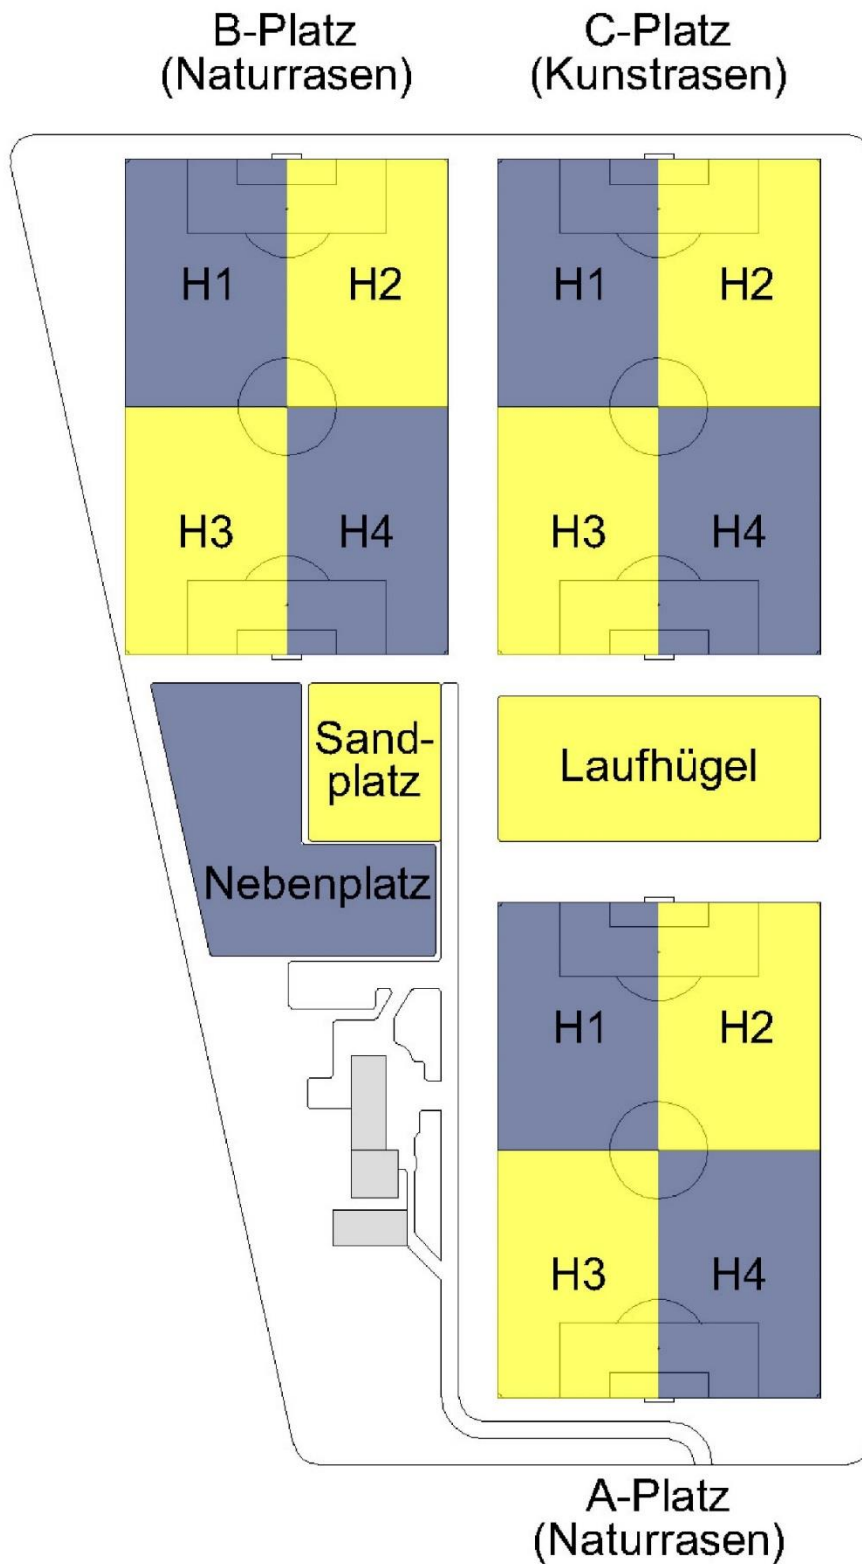 B-Platz
(Naturrasen)
C-Platz
(Kunstrasen)
H1
H2
H1
H2
H3
H4
H3
H4
Sand-
platz
Laufhügel
Nebenplatz
H1
H2
H3
H4
A-Platz
(Naturrasen)